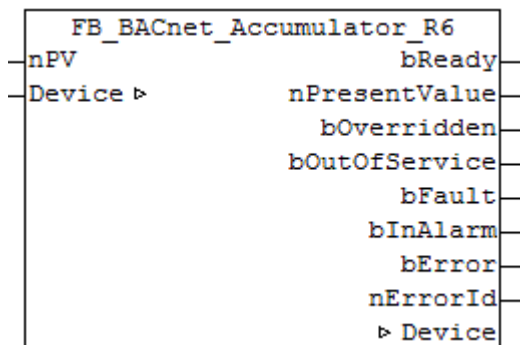 FB_BACnet_Accumulator_R6
nPV bReady
Device ▹ nPresentValue
bOverridden
bOutOfService
bFault
bInAlarm
bError
nErrorId
▹ Device